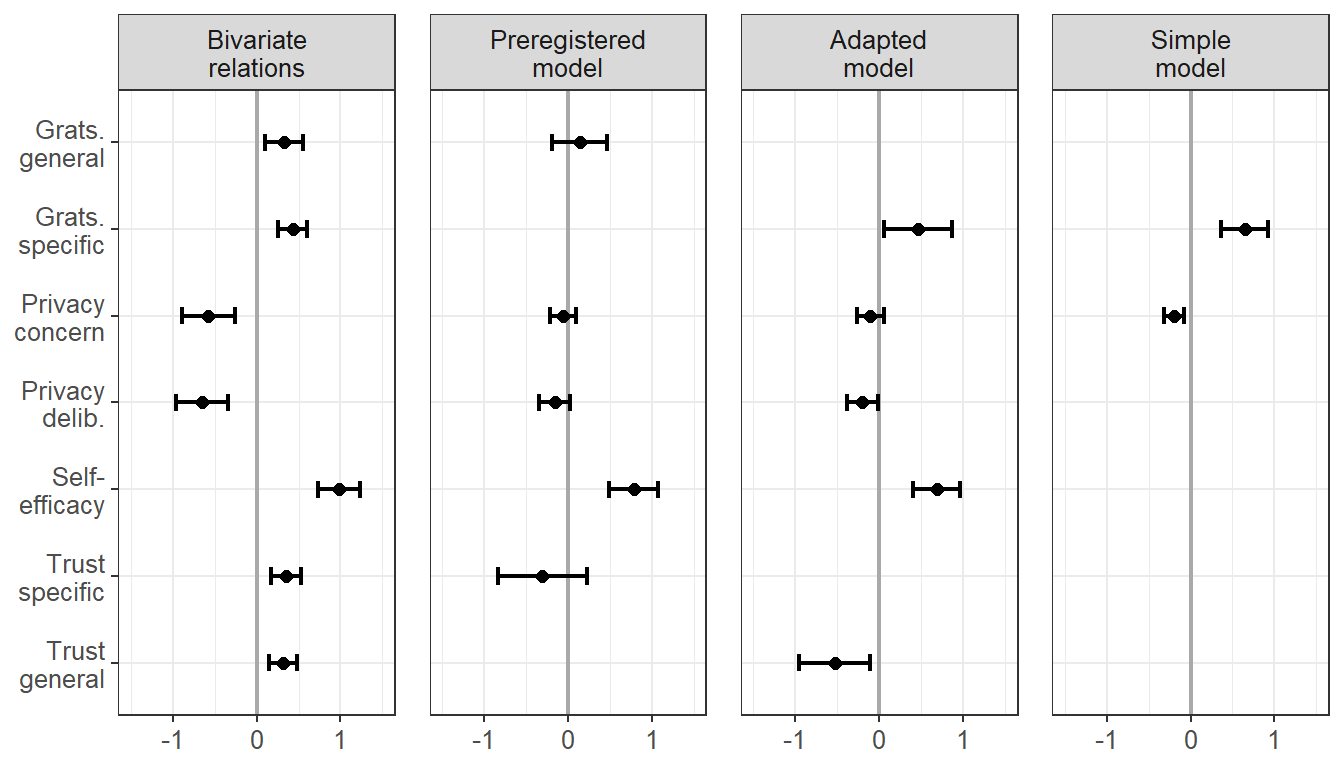 Bivariate
relations
Preregistered
model
Adapted
model
Simple
model
Grats.
general
Grats.
specific
Privacy
concern
Privacy
delib.
Self-
efficacy
Trust
specific
Trust
general
-1 0 1 -1 0 1 -1 0 1 -1 0 1